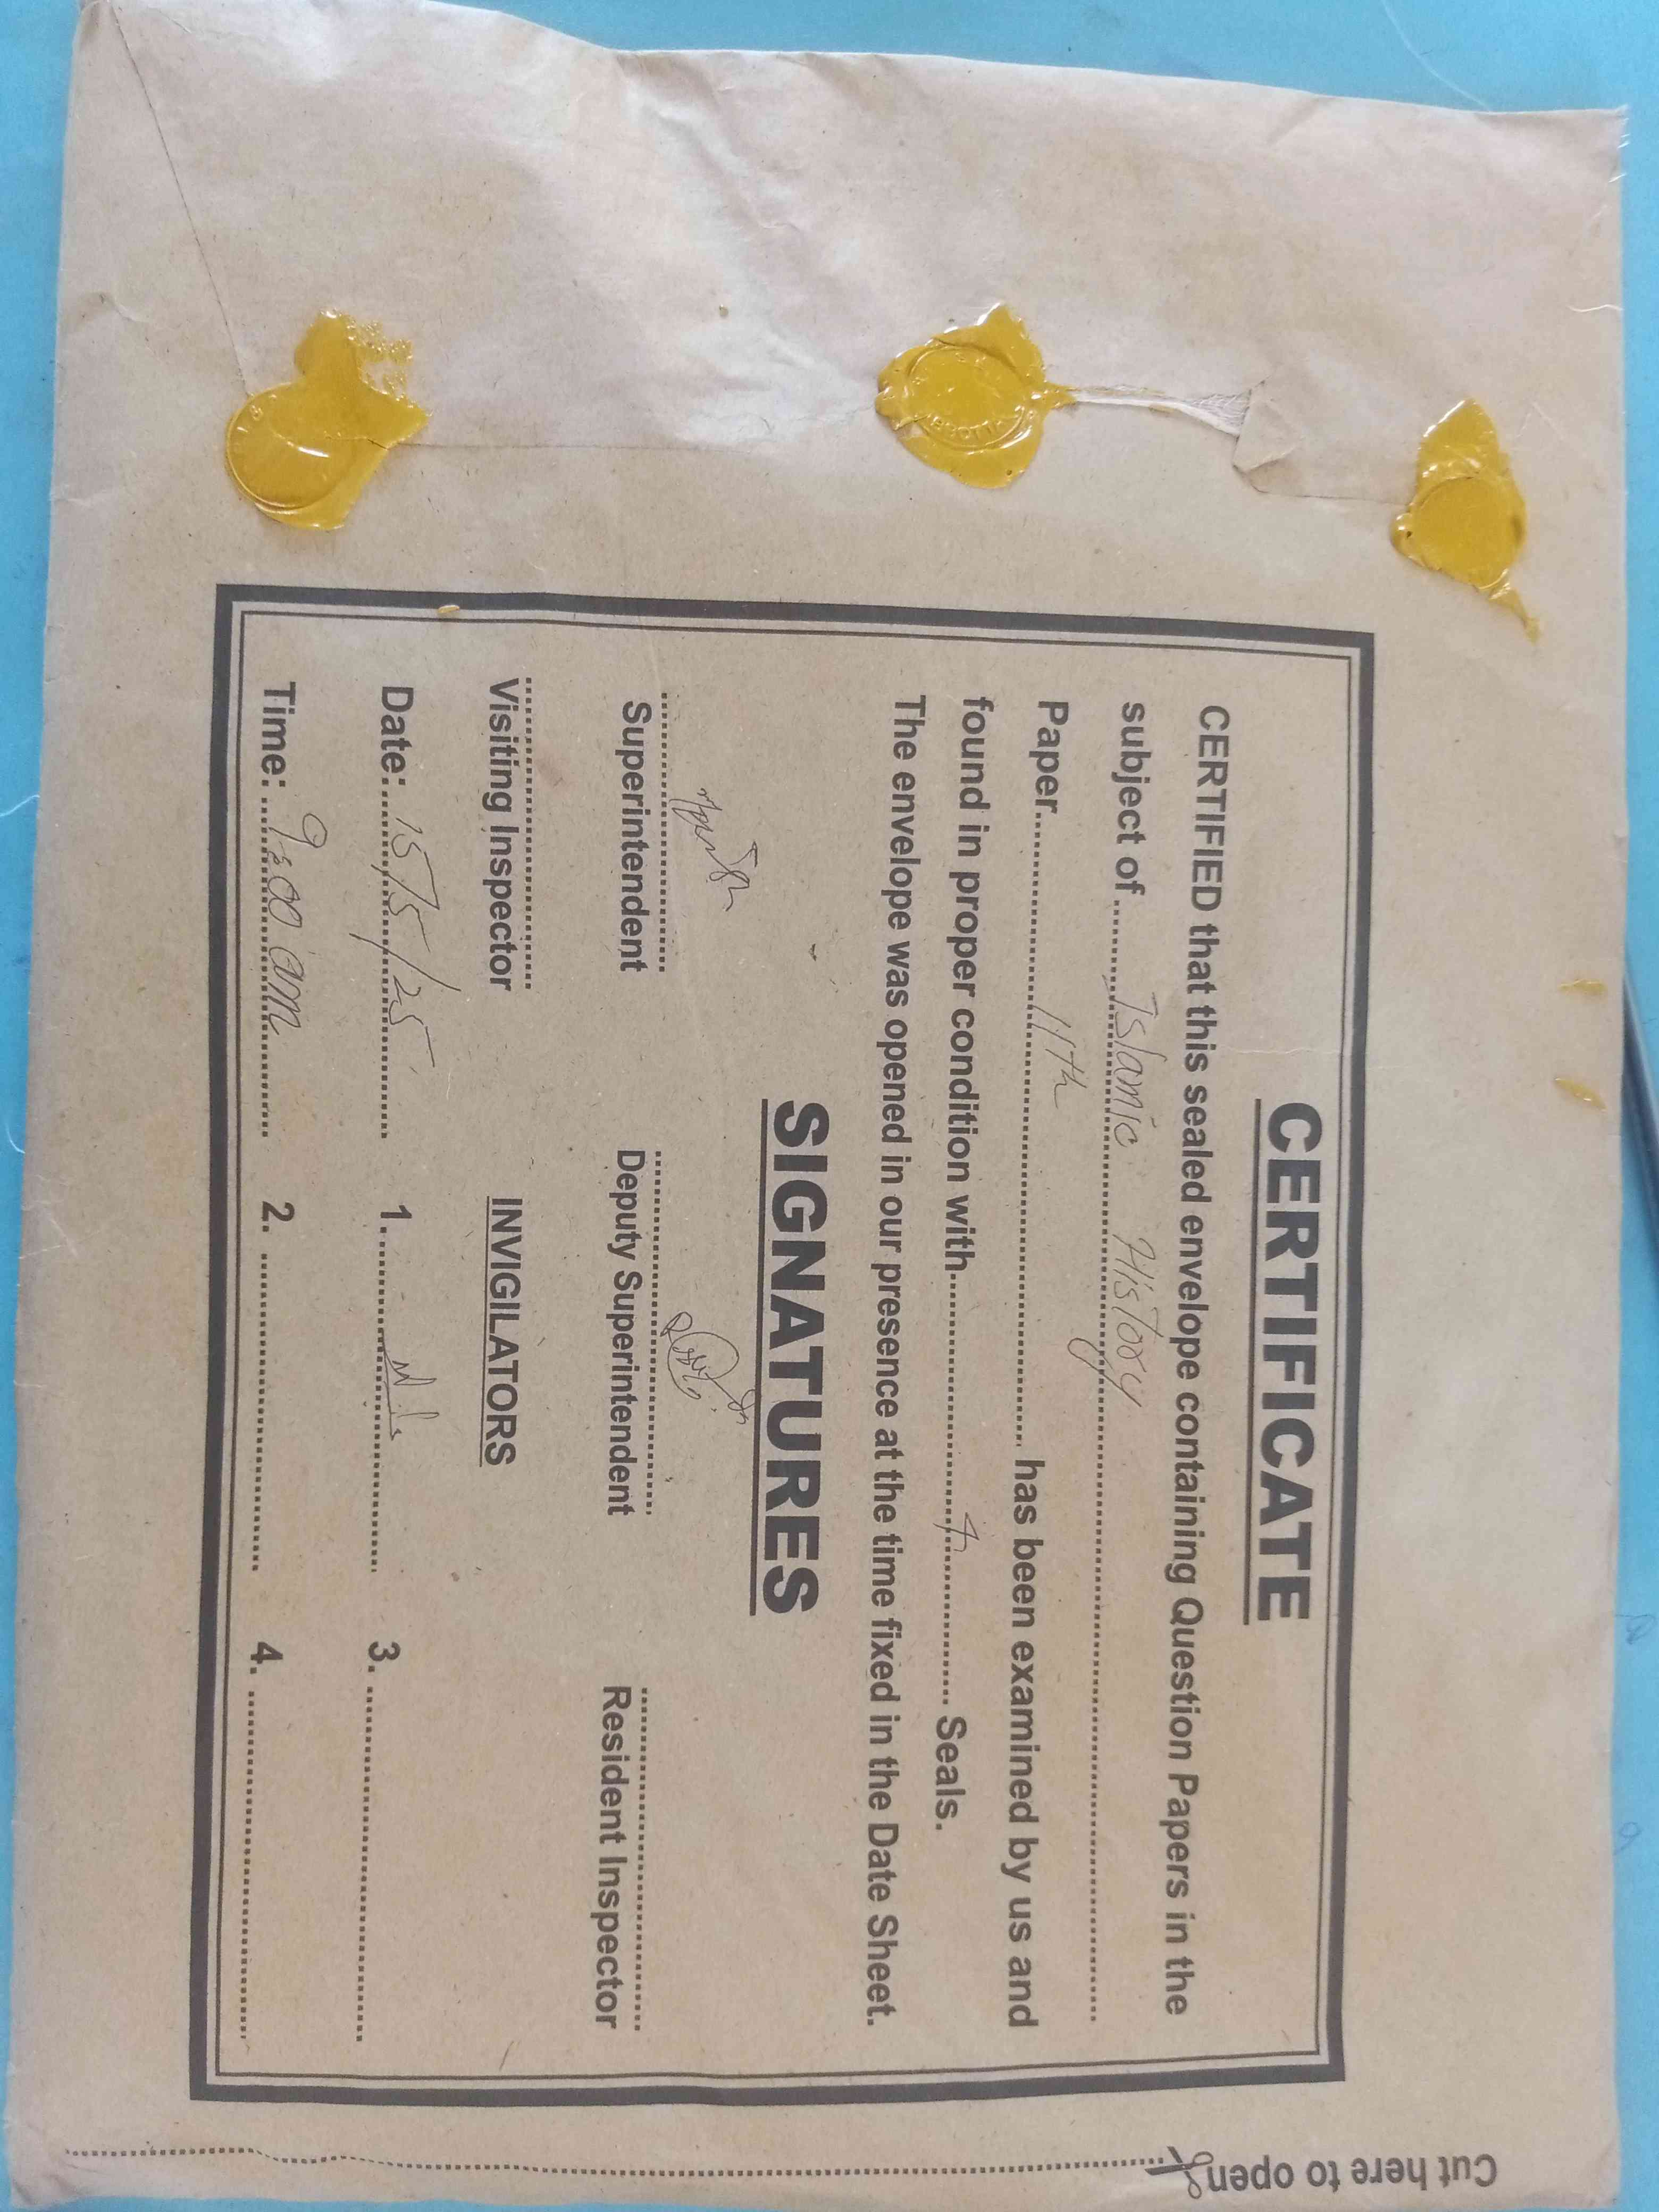 CERTIFICATE
CERTIFIED that this sealed envelope containing Question Papers in the
subject of Islamic History
Paper 11th has been examined by us and
found in proper condition with Seals.
The envelope was opened in our presence at the time fixed in the Date Sheet.
SIGNATURES
Superintendent Deputy Superintendent Resident Inspector
Visiting Inspector INVIGILATORS
Date: 15/5/25 1. 3.
Time: 9:00 am 2. 4.
Cut here to open